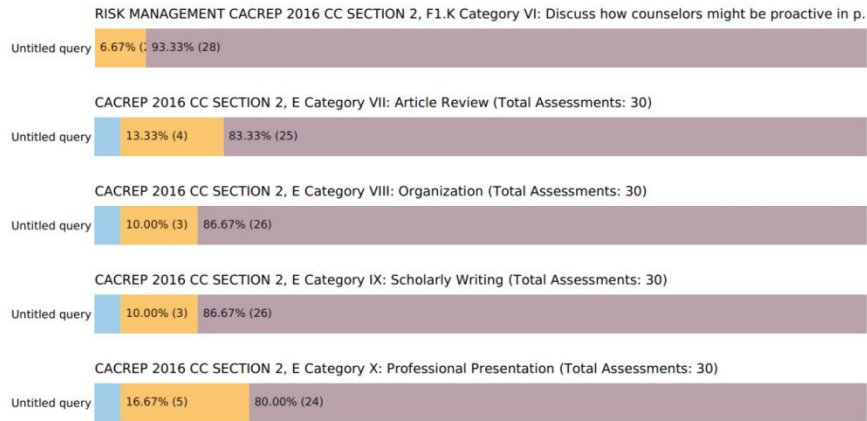 RISK MANAGEMENT CACREP 2016 CC SECTION 2, F1.K Category VI: Discuss how counselors might be proactive in p.
Untitled query 6.67% (2 93.33% (28)
CACREP 2016 CC SECTION 2, E Category VII: Article Review (Total Assessments: 30)
Untitled query 13.33% (4) 83.33% (25)
CACREP 2016 CC SECTION 2, E Category VIII: Organization (Total Assessments: 30)
Untitled query 10.00% (3) 86.67% (26)
CACREP 2016 CC SECTION 2, E Category IX: Scholarly Writing (Total Assessments: 30)
Untitled query 10.00% (3) 86.67% (26)
CACREP 2016 CC SECTION 2, E Category X: Professional Presentation (Total Assessments: 30)
Untitled query 16.67% (5) 80.00% (24)